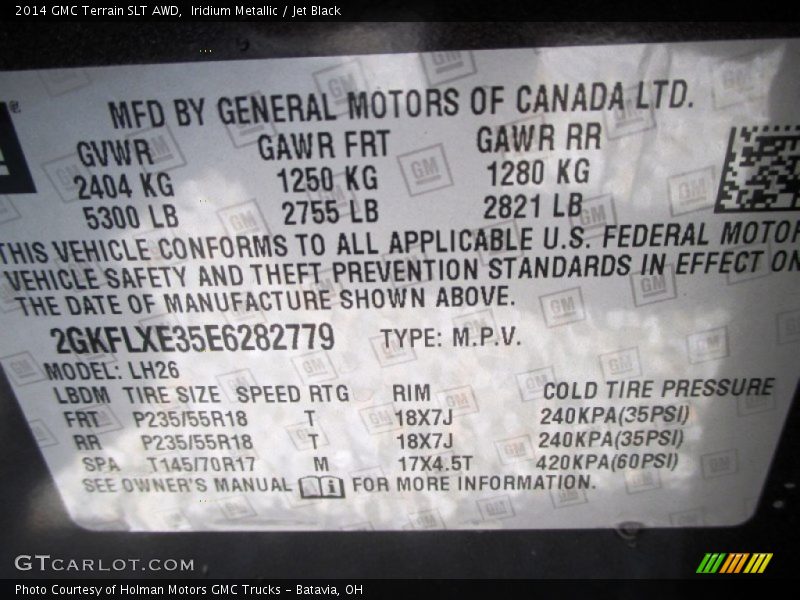 2014 GMC Terrain SLT AWD,  Iridium Metallic / Jet Black
MFD BY GENERAL MOTORS OF CANADA LTD.
GVWR GAWR FRT GAWR RR
2404 KG 1250 KG 1280 KG
5300 LB 2755 LB 2821 LB
THIS VEHICLE CONFORMS TO ALL APPLICABLE U.S. FEDERAL MOTOR
VEHICLE SAFETY AND THEFT PREVENTION STANDARDS IN EFFECT ON
THE DATE OF MANUFACTURE SHOWN ABOVE.
2GKFLXE35E6282779 TYPE: M.P.V.
MODEL: LH26
LBDM TIRE SIZE SPEED RTG RIM COLD TIRE PRESSURE
FRT P235/55R18 T 18X7J 240KPA(35PSI)
RR P235/55R18 T 18X7J 240KPA(35PSI)
SPA T145/70R17 M 17X4.5T 420KPA(60PSI)
SEE OWNER'S MANUAL i FOR MORE INFORMATION.
GTCARLOT.COM
Photo Courtesy of Holman Motors GMC Trucks - Batavia, OH